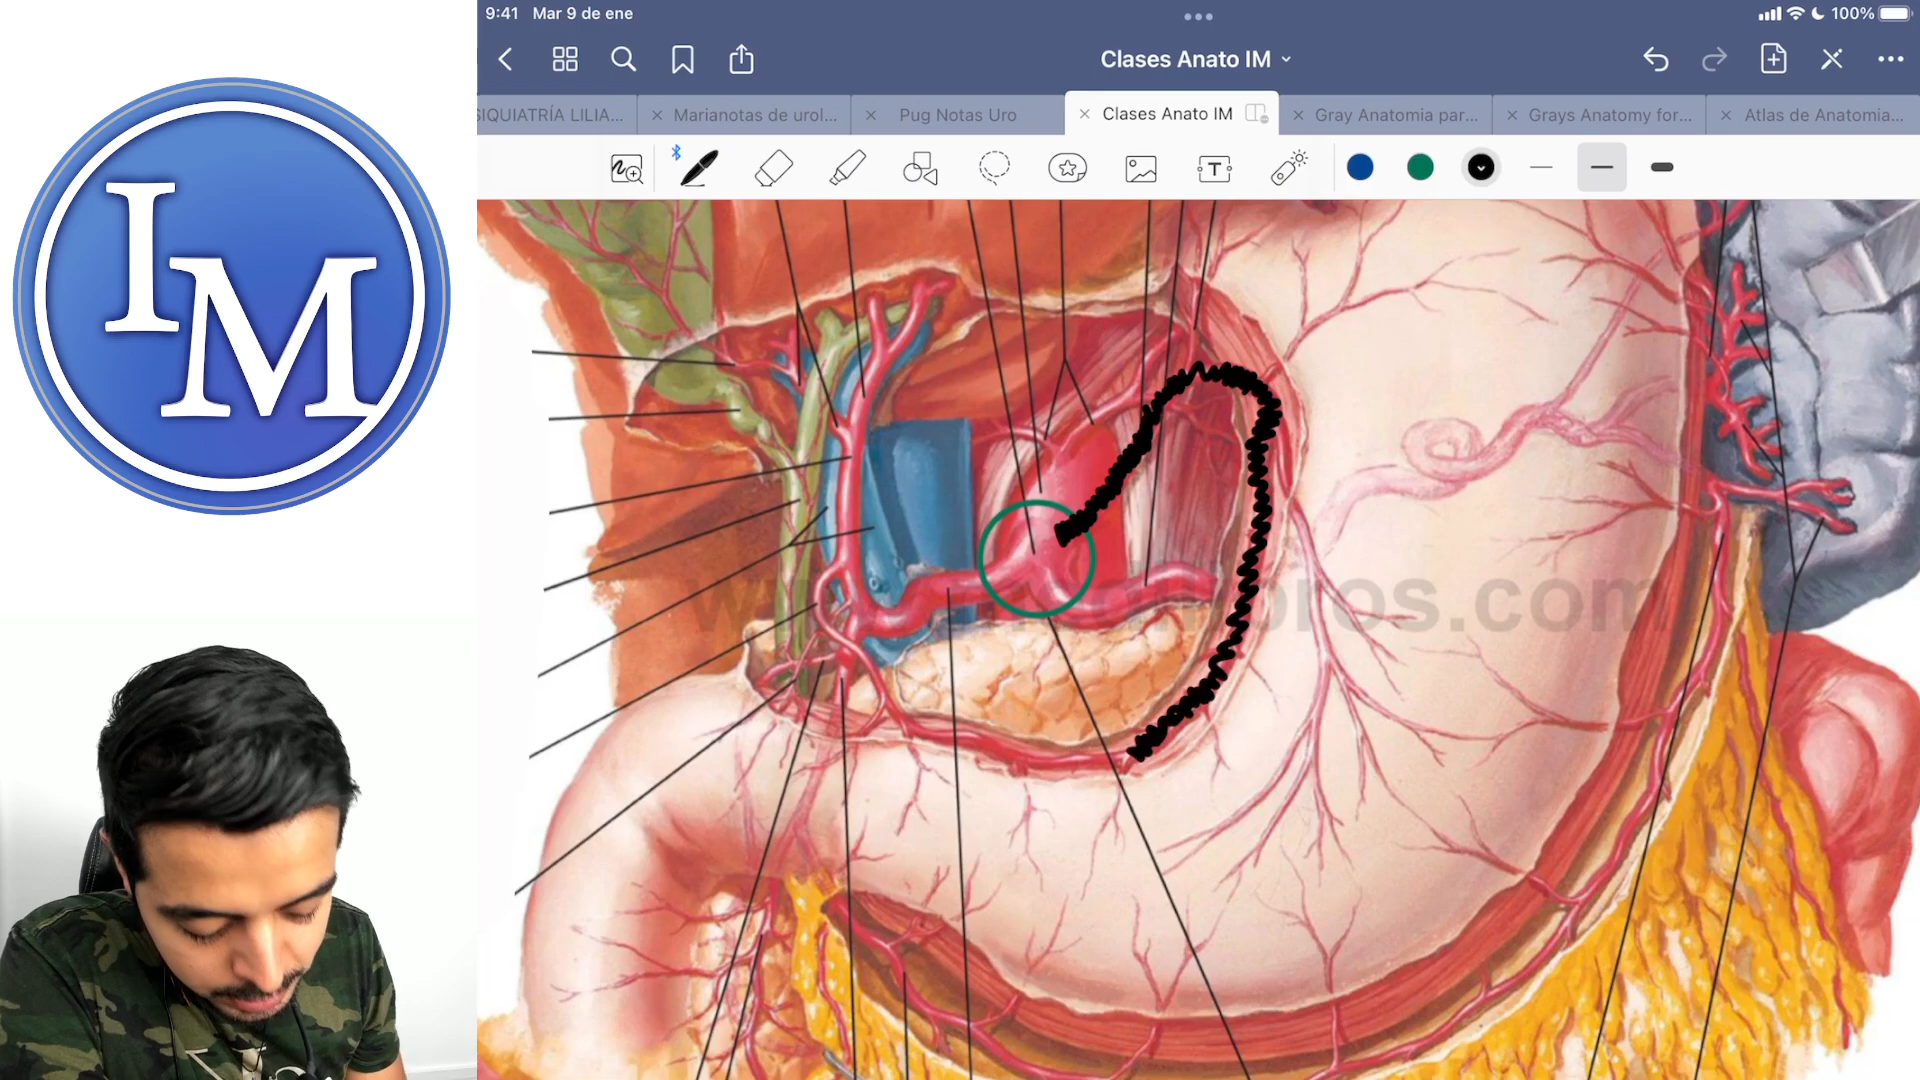 9:41 Mar 9 de ene
100%
Clases Anato IM
SIQUIATRÍA LILIA...
Marianotas de urol...
Pug Notas Uro
Clases Anato IM
Gray Anatomia par...
Grays Anatomy for...
Atlas de Anatomia...
T
IM